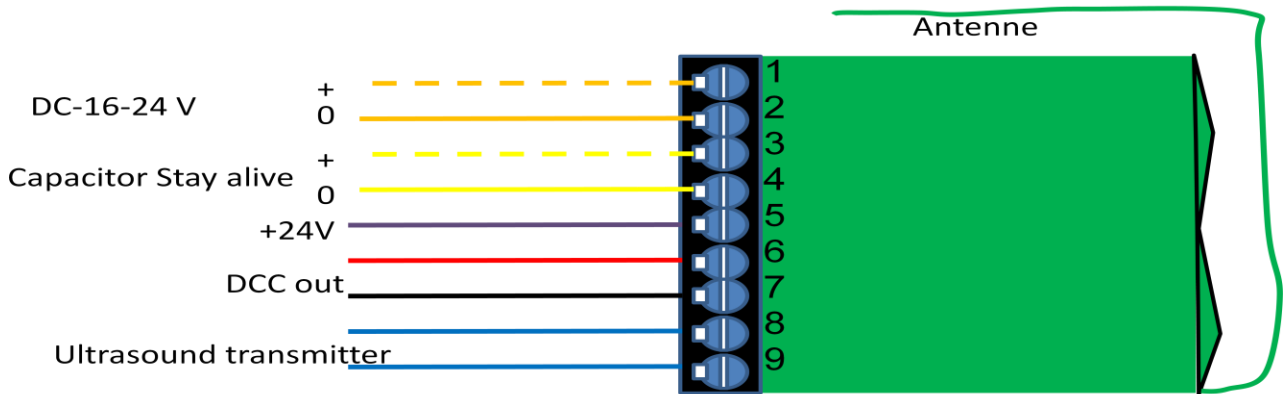 Antenne
DC-16-24 V
+
0
Capacitor Stay alive
+
0
+24V
DCC out
Ultrasound transmitter
1
2
3
4
5
6
7
8
9